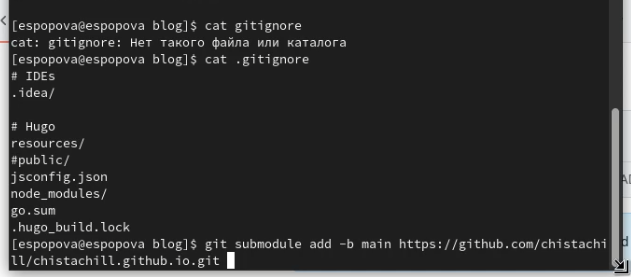 [espopova@espopova blog]$ cat gitignore
cat: gitignore: Нет такого файла или каталога
[espopova@espopova blog]$ cat .gitignore
# IDEs
.idea/

# Hugo
resources/
#public/
jsconfig.json
node_modules/
go.sum
.hugo_build.lock
[espopova@espopova blog]$ git submodule add -b main https://github.com/chistachi
ll/chistachill.github.io.git